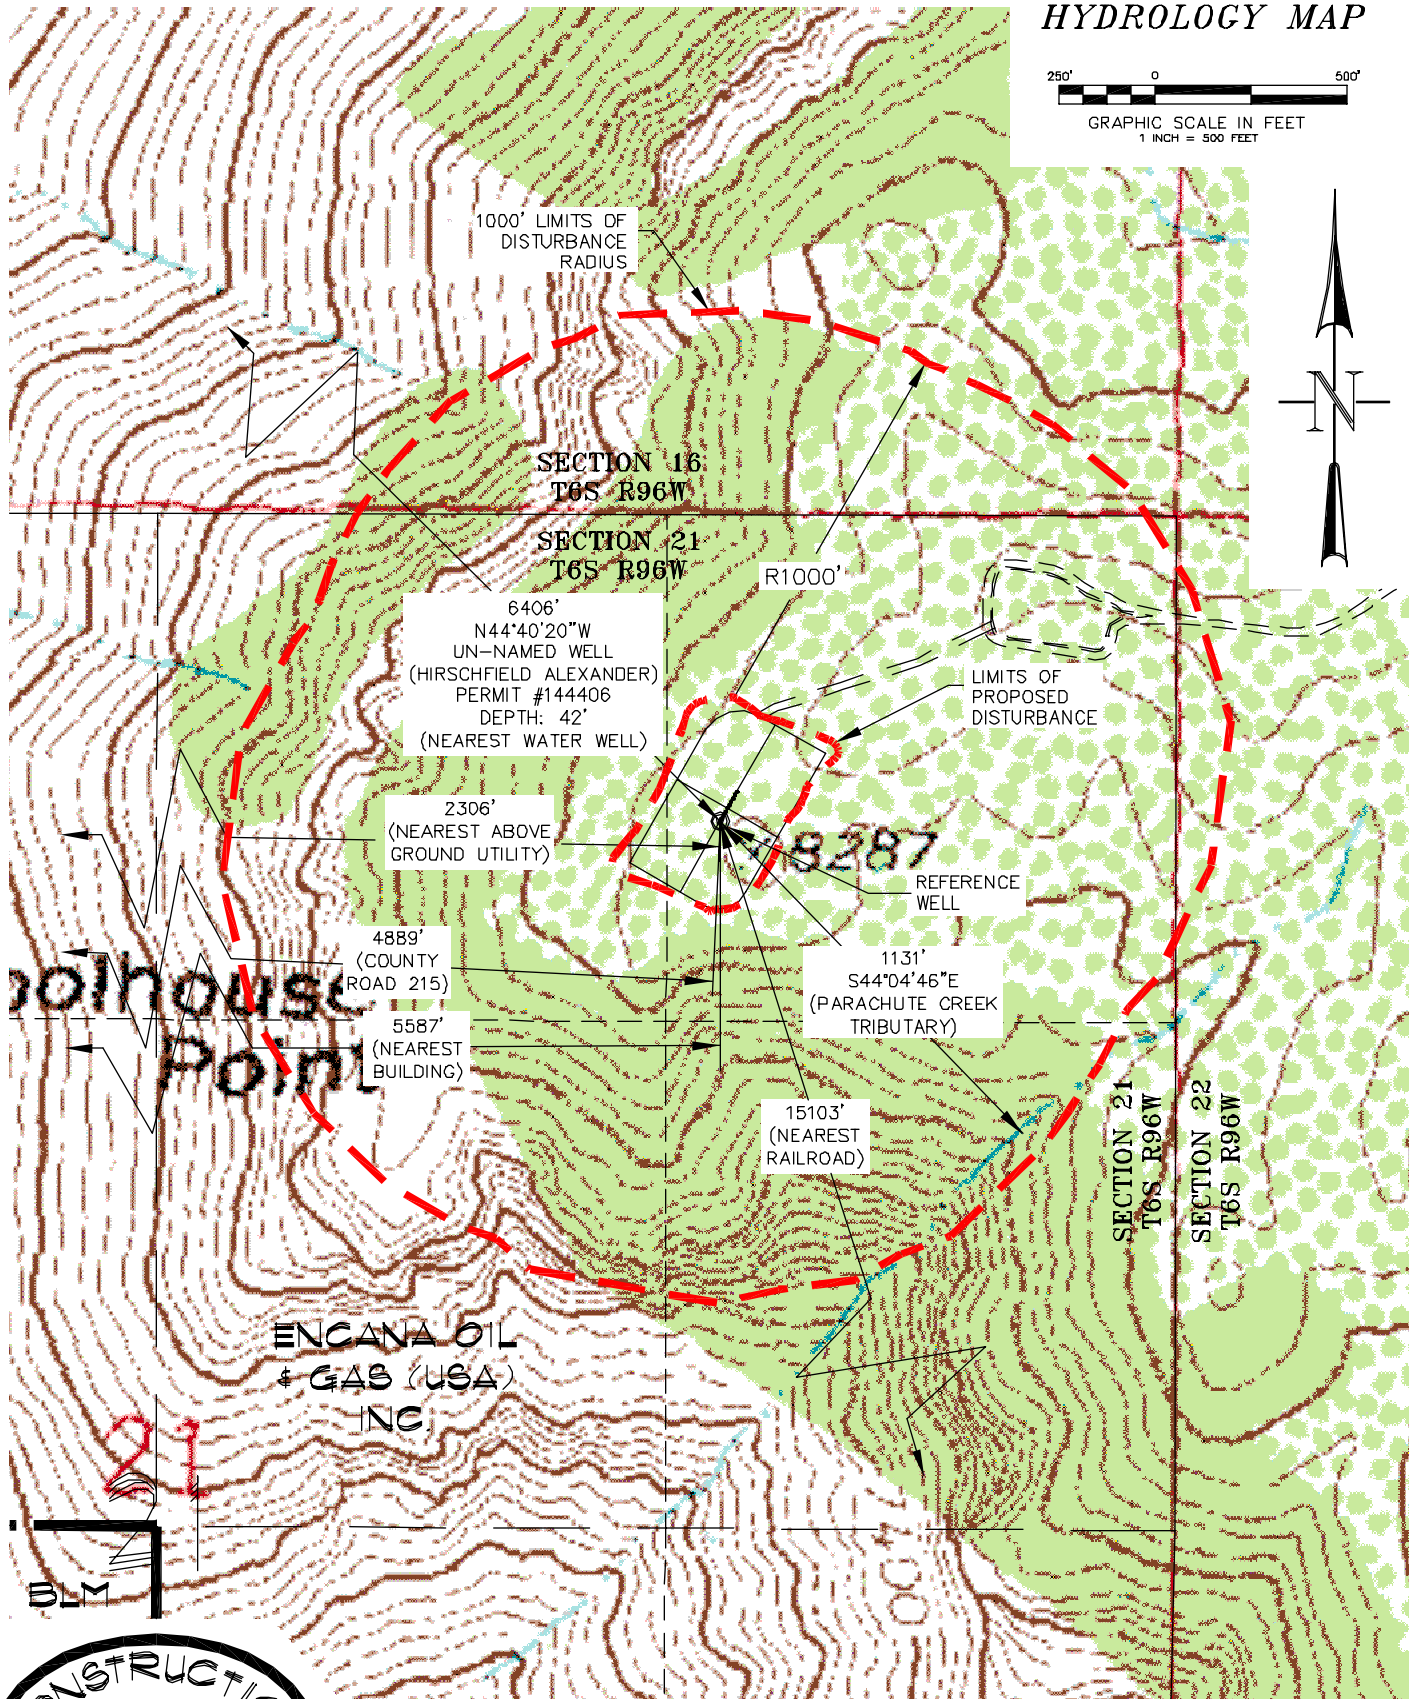 HYDROLOGY MAP
250' 0 500'
GRAPHIC SCALE IN FEET
1 INCH = 500 FEET
N
1000' LIMITS OF
DISTURBANCE
RADIUS
SECTION 16
T6S R96W
SECTION 21
T6S R96W
R1000'
6406'
N44°40'20"W
UN-NAMED WELL
(HIRSCHFIELD ALEXANDER)
PERMIT #144406
DEPTH: 42'
(NEAREST WATER WELL)
LIMITS OF
PROPOSED
DISTURBANCE
2306'
(NEAREST ABOVE
GROUND UTILITY)
8287
REFERENCE
WELL
4889'
(COUNTY
ROAD 215)
1131'
S44°04'46"E
(PARACHUTE CREEK
TRIBUTARY)
olhouse
Point
5587'
(NEAREST
BUILDING)
15103'
(NEAREST
RAILROAD)
SECTION 21
T6S R96W
SECTION 22
T6S R96W
ENCANA OIL
& GAS (USA)
INC.
21
BLM
NSTRUCTI